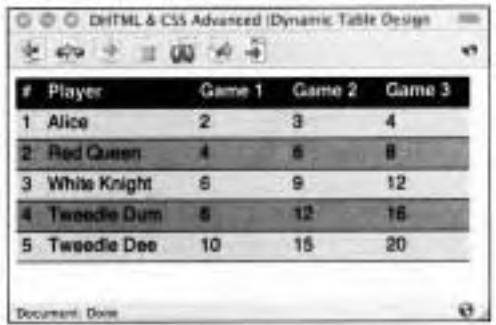 DHTML & CSS Advanced |Dynamic Table Design
# Player Game 1 Game 2 Game 3
1 Alice 2 3 4
2 Red Queen 4 6 8
3 White Knight 6 9 12
4 Tweedle Dum 8 12 16
5 Tweedle Dee 10 15 20
Document: Done